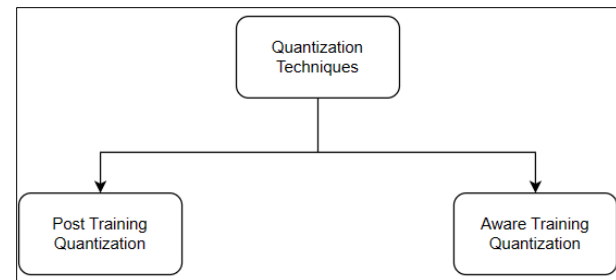 Quantization
Techniques
Post Training
Quantization
Aware Training
Quantization